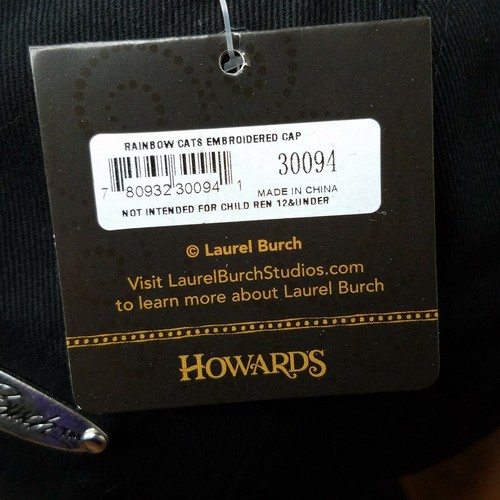 RAINBOW CATS EMBROIDERED CAP
30094
7 80932 30094 1
MADE IN CHINA
NOT INTENDED FOR CHILD REN 12&UNDER
© Laurel Burch
Visit LaurelBurchStudios.com
to learn more about Laurel Burch
HOWARDS
Burch